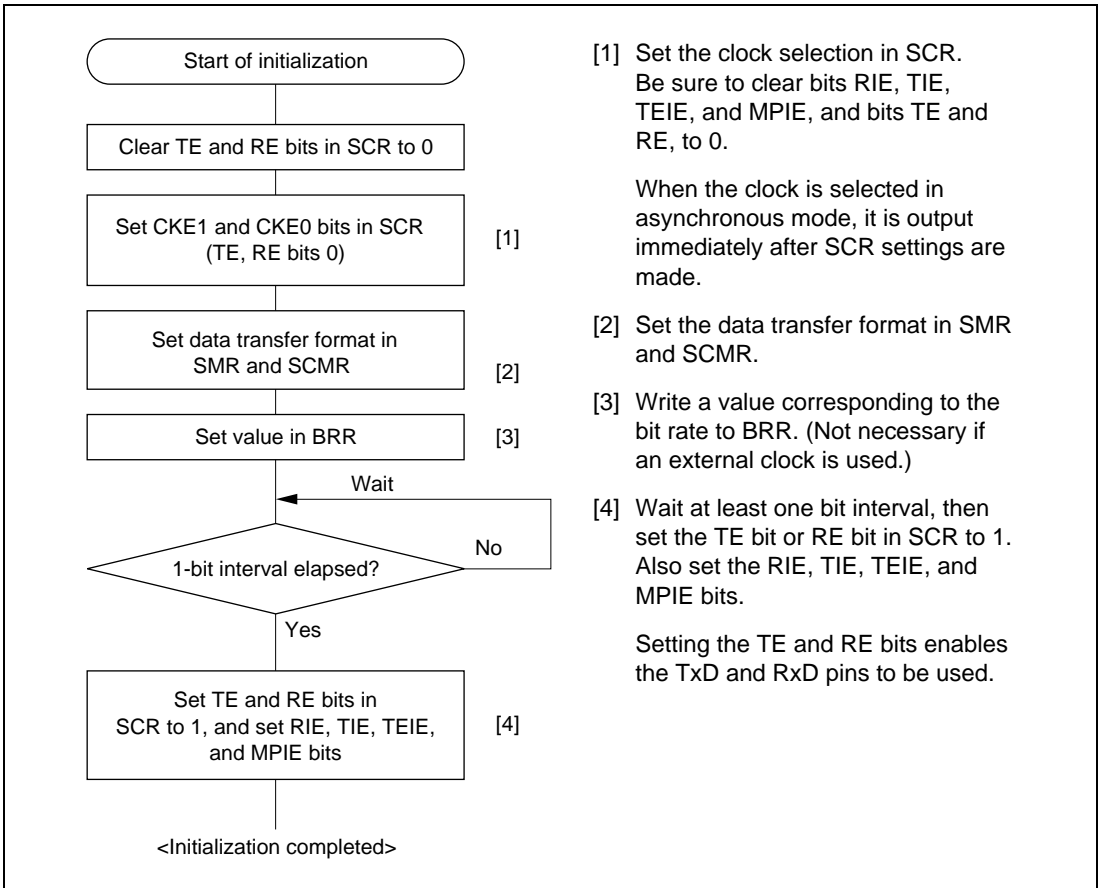 Start of initialization
Clear TE and RE bits in SCR to 0
Set CKE1 and CKE0 bits in SCR
(TE, RE bits 0)
[1]
Set data transfer format in
SMR and SCMR
[2]
Set value in BRR
[3]
Wait
1-bit interval elapsed?
No
Yes
Set TE and RE bits in
SCR to 1, and set RIE, TIE, TEIE,
and MPIE bits
[4]
<Initialization completed>
[1] Set the clock selection in SCR.
Be sure to clear bits RIE, TIE,
TEIE, and MPIE, and bits TE and
RE, to 0.
When the clock is selected in
asynchronous mode, it is output
immediately after SCR settings are
made.
[2] Set the data transfer format in SMR
and SCMR.
[3] Write a value corresponding to the
bit rate to BRR. (Not necessary if
an external clock is used.)
[4] Wait at least one bit interval, then
set the TE bit or RE bit in SCR to 1.
Also set the RIE, TIE, TEIE, and
MPIE bits.
Setting the TE and RE bits enables
the TxD and RxD pins to be used.